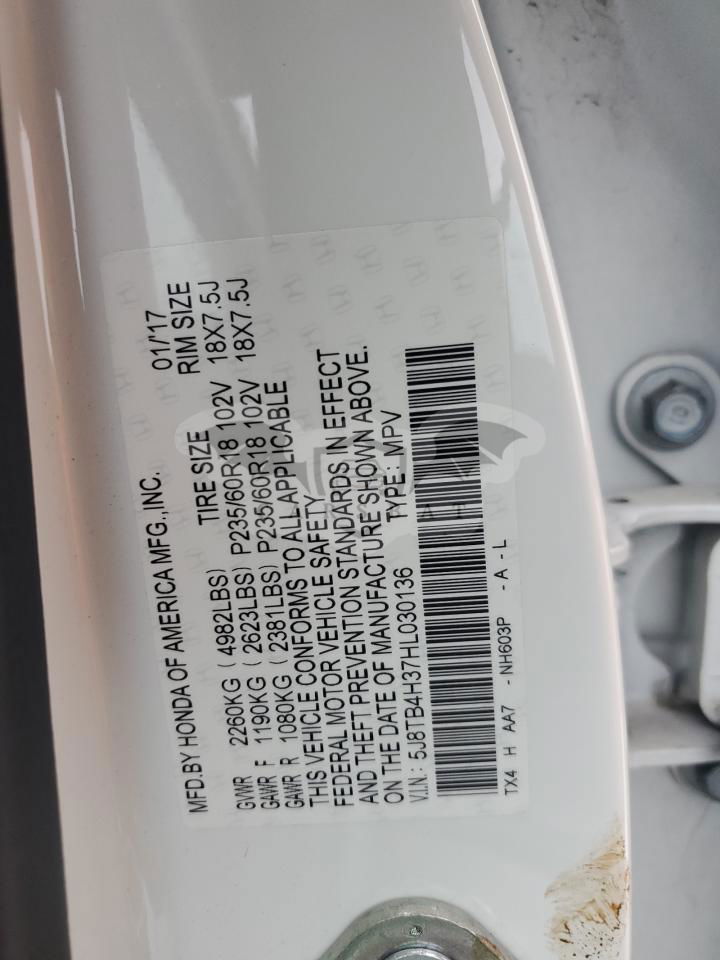 MFD.BY HONDA OF AMERICA MFG.,INC. 01/'17
TIRE SIZE RIM SIZE
GVWR 2260KG (4982LBS)
GAWR F 1190KG (2623LBS) P235/60R18 102V 18X7.5J
GAWR R 1080KG (2381LBS) P235/60R18 102V 18X7.5J
THIS VEHICLE CONFORMS TO ALL APPLICABLE
FEDERAL MOTOR VEHICLE SAFETY
AND THEFT PREVENTION STANDARDS IN EFFECT
ON THE DATE OF MANUFACTURE SHOWN ABOVE.
V.I.N.: 5J8TB4H37HL030136 TYPE: MPV
TX4 H AA7 - NH603P - A - L